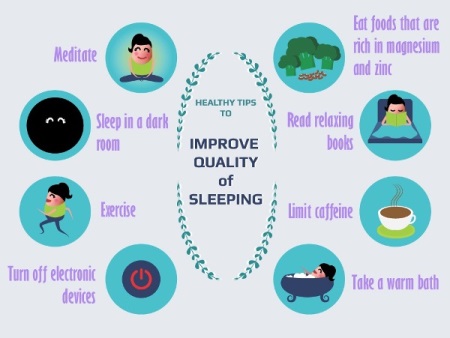 Meditate
Sleep in a dark
room
Exercise
Turn off electronic
devices
HEALTHY TIPS
TO
IMPROVE
QUALITY
of
SLEEPING
Eat foods that are
rich in magnesium
and zinc
Read relaxing
books
Limit caffeine
Take a warm bath